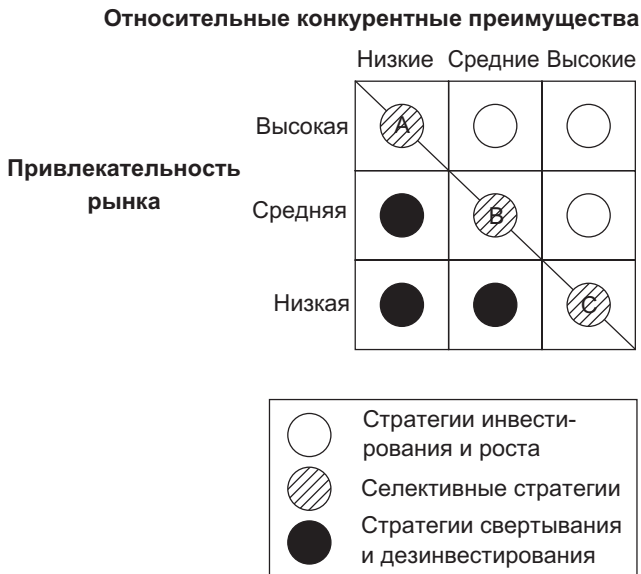 Относительные конкурентные преимущества
Низкие Средние Высокие
Высокая
A
Привлекательность
рынка
Средняя
B
Низкая
C
Стратегии инвести-
рования и роста
Селективные стратегии
Стратегии свертывания
и дезинвестирования